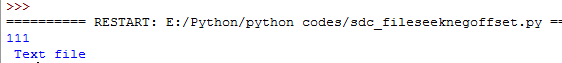 >>>
========== RESTART: E:/Python/python codes/sdc_fileseeknegoffset.py ==
111
 Text file